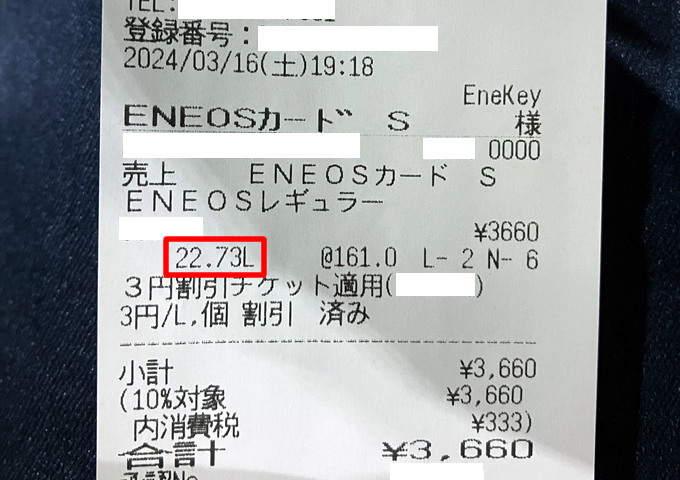 TEL:
登録番号:
2024/03/16(土)19:18
EneKey
ENEOSカード S 様
0000
売上 ENEOSカード S
ENEOSレギュラー
¥3660
22.73L @161.0 L- 2 N- 6
3円割引チケット適用( )
3円/L,個 割引 済み
小計 ¥3,660
(10%対象 ¥3,660
内消費税 ¥333)
合計 ¥3,660